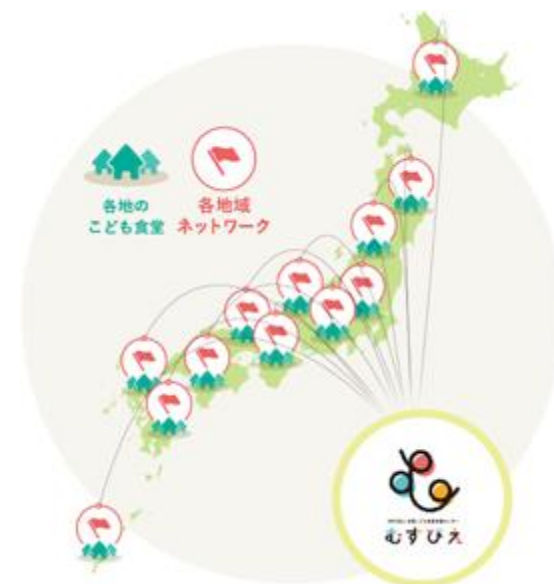 各地の
こども食堂
各地域
ネットワーク
むすびえ